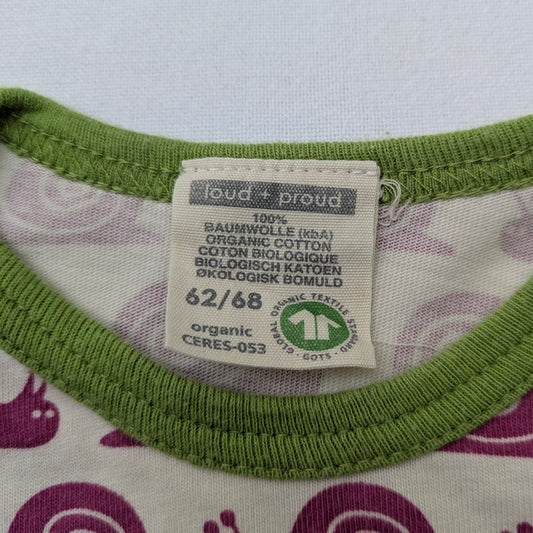 loud + proud
100%
BAUMWOLLE (kbA)
ORGANIC COTTON
COTON BIOLOGIQUE
BIOLOGISCH KATOEN
ØKOLOGISK BOMULD
62/68
organic
CERES-053
GLOBAL ORGANIC TEXTILE STANDARD
· GOTS ·